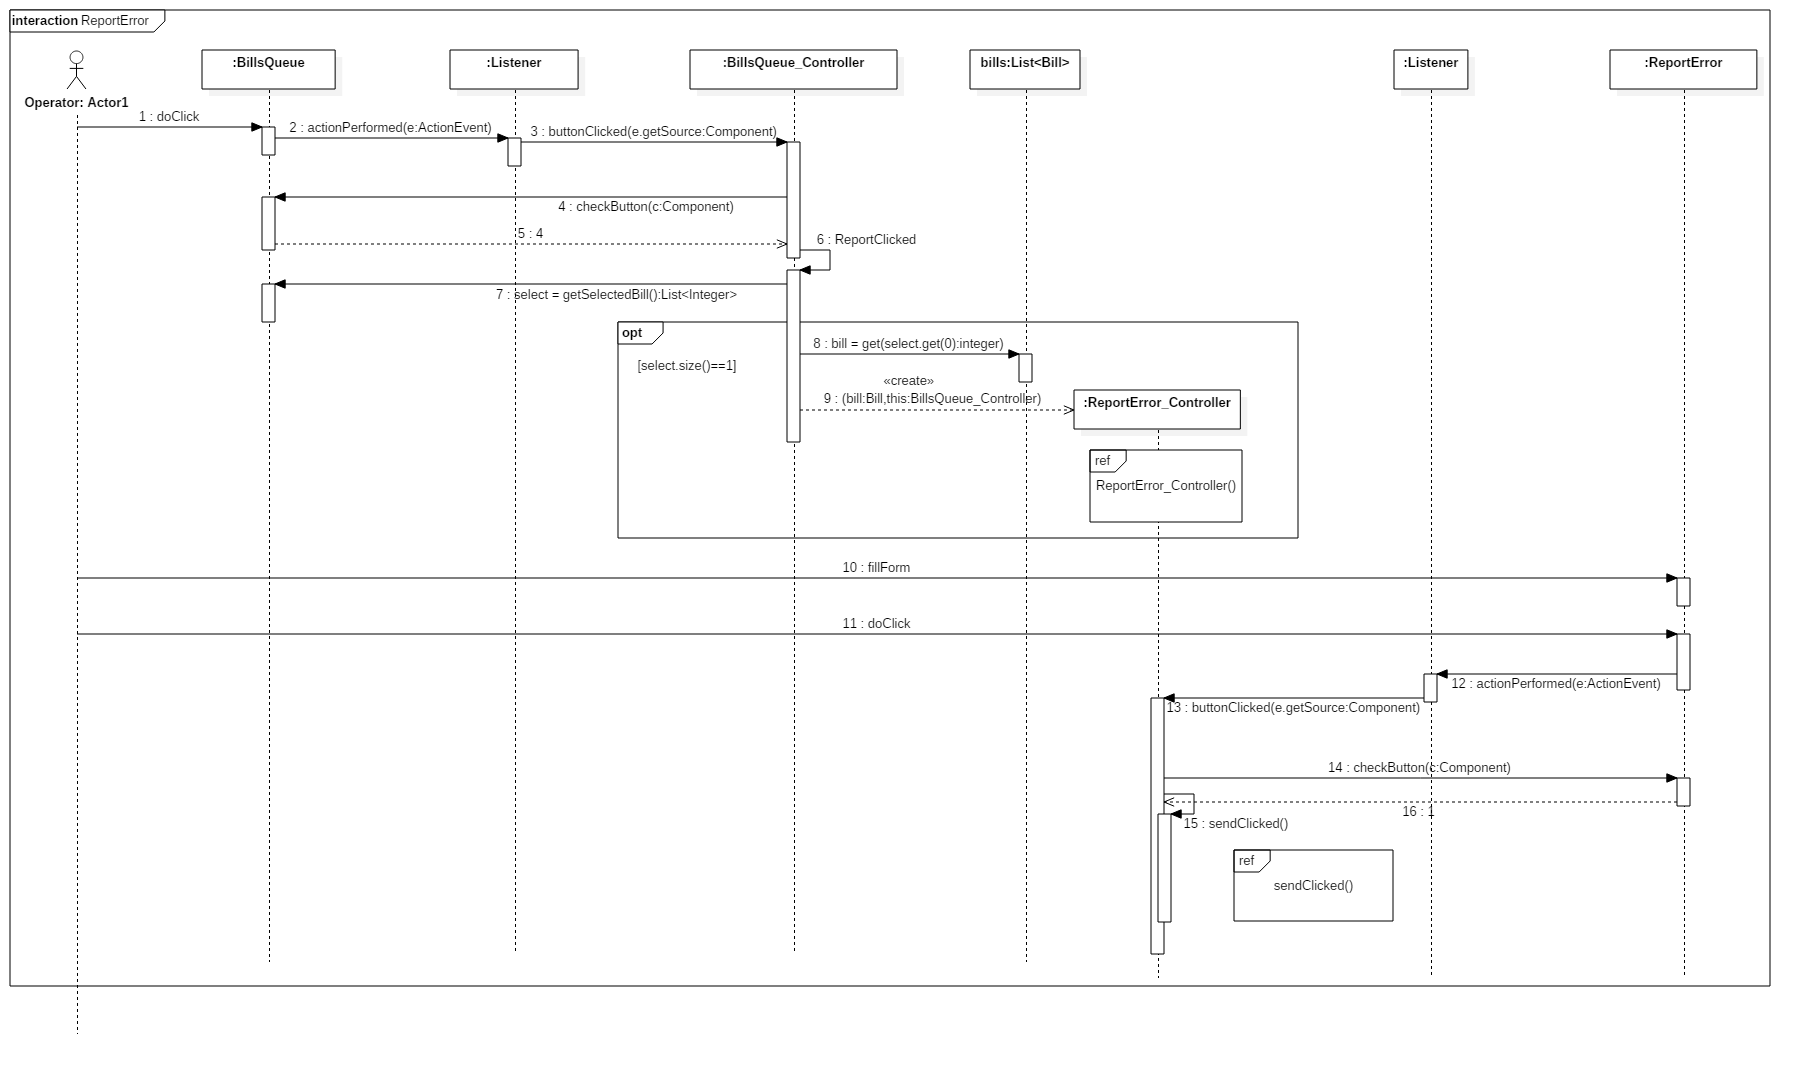 interaction ReportError
:BillsQueue
:Listener
:BillsQueue_Controller
bills:List<Bill>
:Listener
:ReportError
Operator: Actor1
1 : doClick
2 : actionPerformed(e:ActionEvent)
3 : buttonClicked(e.getSource:Component)
4 : checkButton(c:Component)
5 : 4
6 : ReportClicked
7 : select = getSelectedBill():List<Integer>
opt
[select.size()==1]
8 : bill = get(select.get(0):integer)
«create»
9 : (bill:Bill,this:BillsQueue_Controller)
:ReportError_Controller
ref
ReportError_Controller()
10 : fillForm
11 : doClick
12 : actionPerformed(e:ActionEvent)
13 : buttonClicked(e.getSource:Component)
14 : checkButton(c:Component)
16 : 1
15 : sendClicked()
ref
sendClicked()